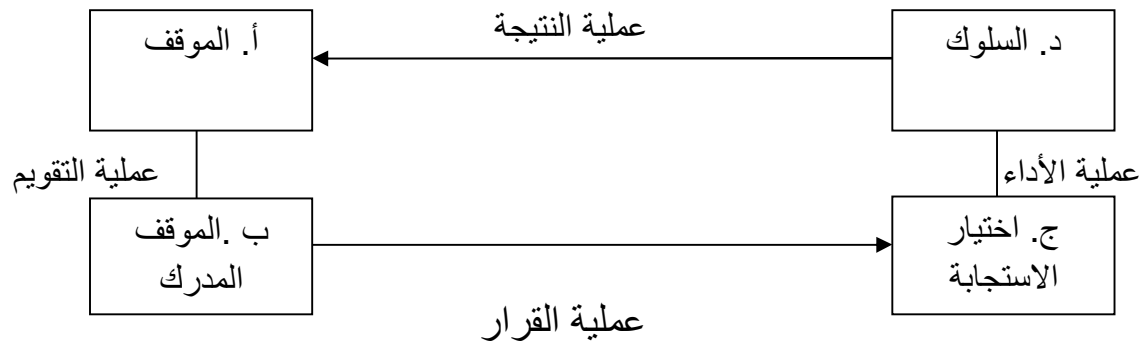 د. السلوك
عملية النتيجة
أ. الموقف
عملية الأداء
عملية التقويم
ج. اختيار
الاستجابة
ب .الموقف
المدرك
عملية القرار